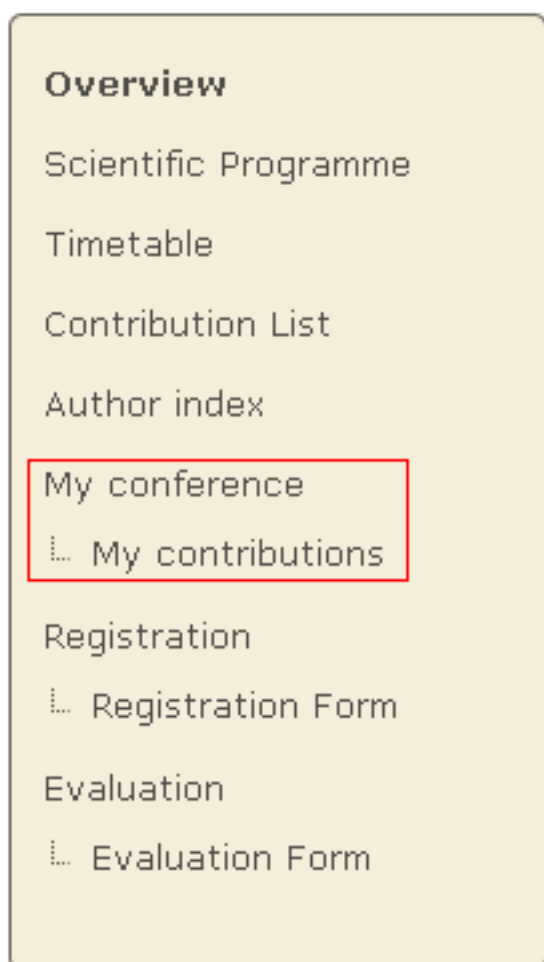 Overview
Scientific Programme
Timetable
Contribution List
Author index
My conference
My contributions
Registration
Registration Form
Evaluation
Evaluation Form